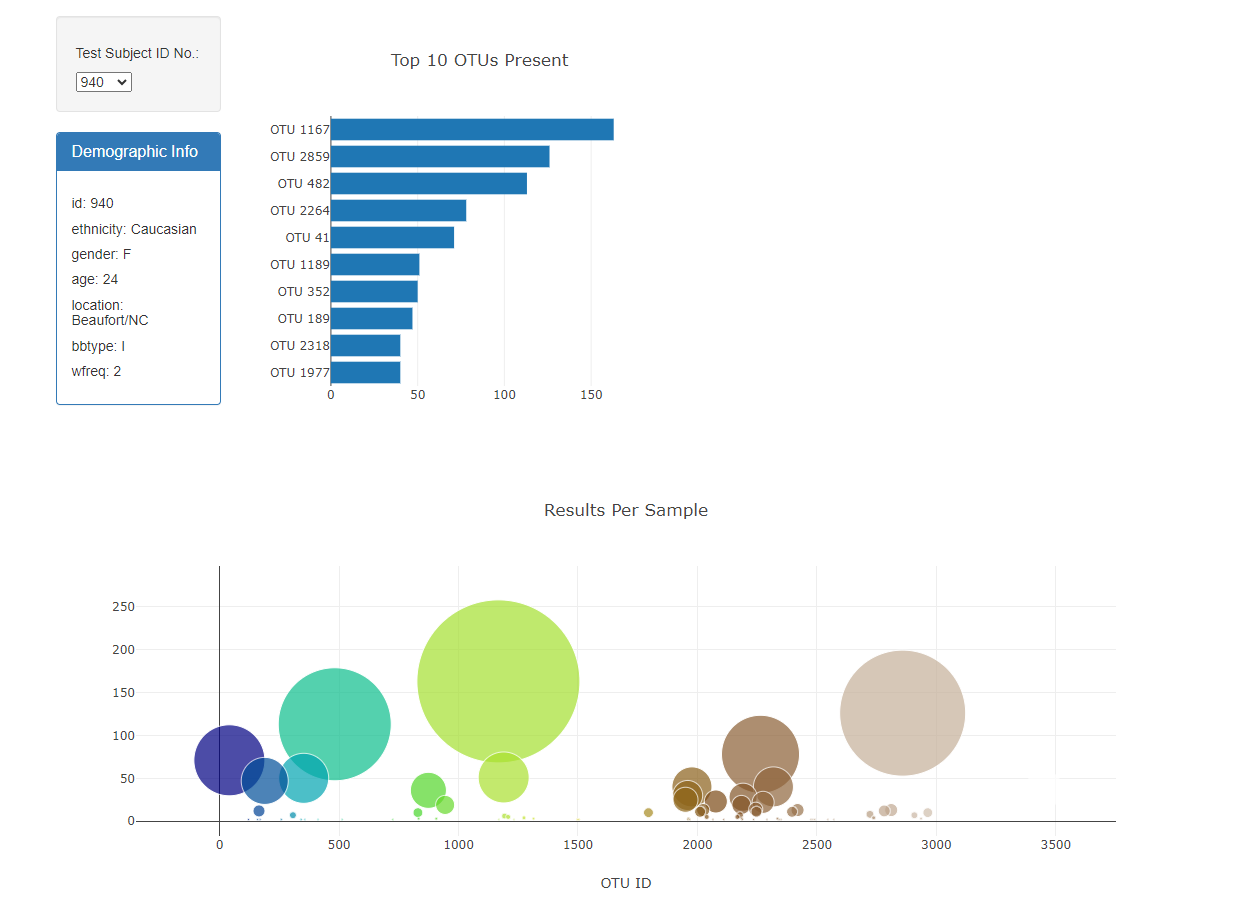 Test Subject ID No.:
940
Demographic Info
id: 940
ethnicity: Caucasian
gender: F
age: 24
location:
Beaufort/NC
bbtype: I
wfreq: 2
Top 10 OTUs Present
OTU 1167
OTU 2859
OTU 482
OTU 2264
OTU 41
OTU 1189
OTU 352
OTU 189
OTU 2318
OTU 1977
0 50 100 150
Results Per Sample
250
200
150
100
50
0
0 500 1000 1500 2000 2500 3000 3500
OTU ID